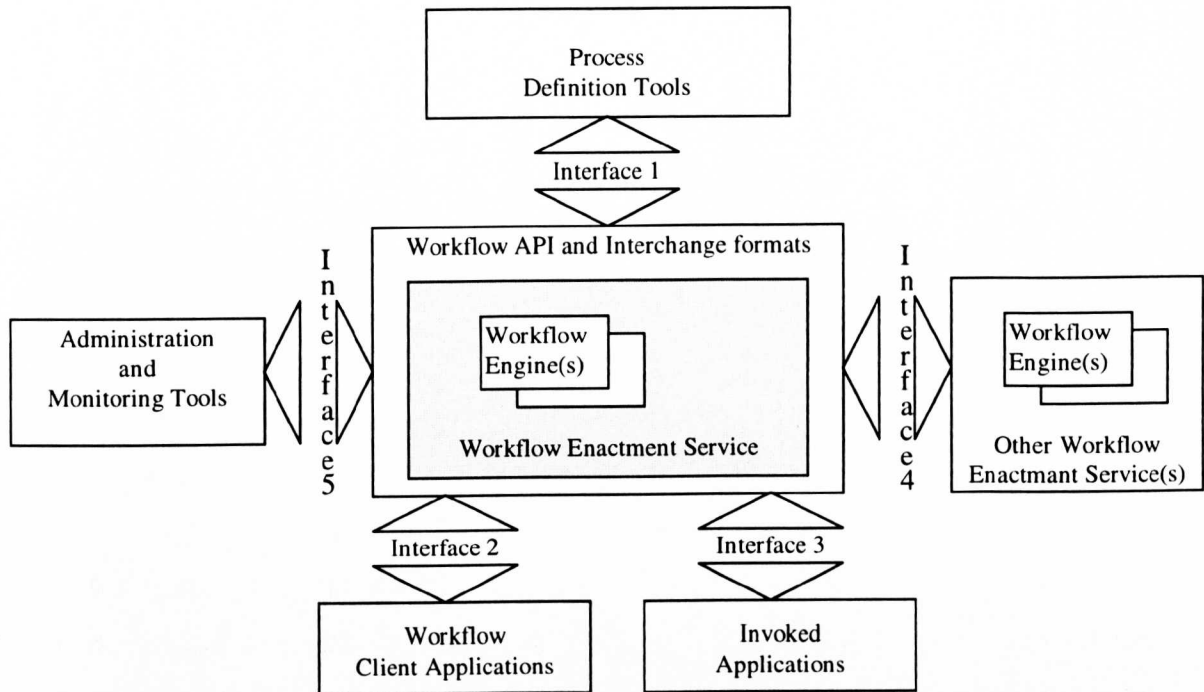 Process
Definition Tools
Interface 1
Workflow API and Interchange formats
Interface5
Interface4
Administration
and
Monitoring Tools
Workflow
Engine(s)
Workflow Enactment Service
Workflow
Engine(s)
Other Workflow
Enactmant Service(s)
Interface 2
Interface 3
Workflow
Client Applications
Invoked
Applications